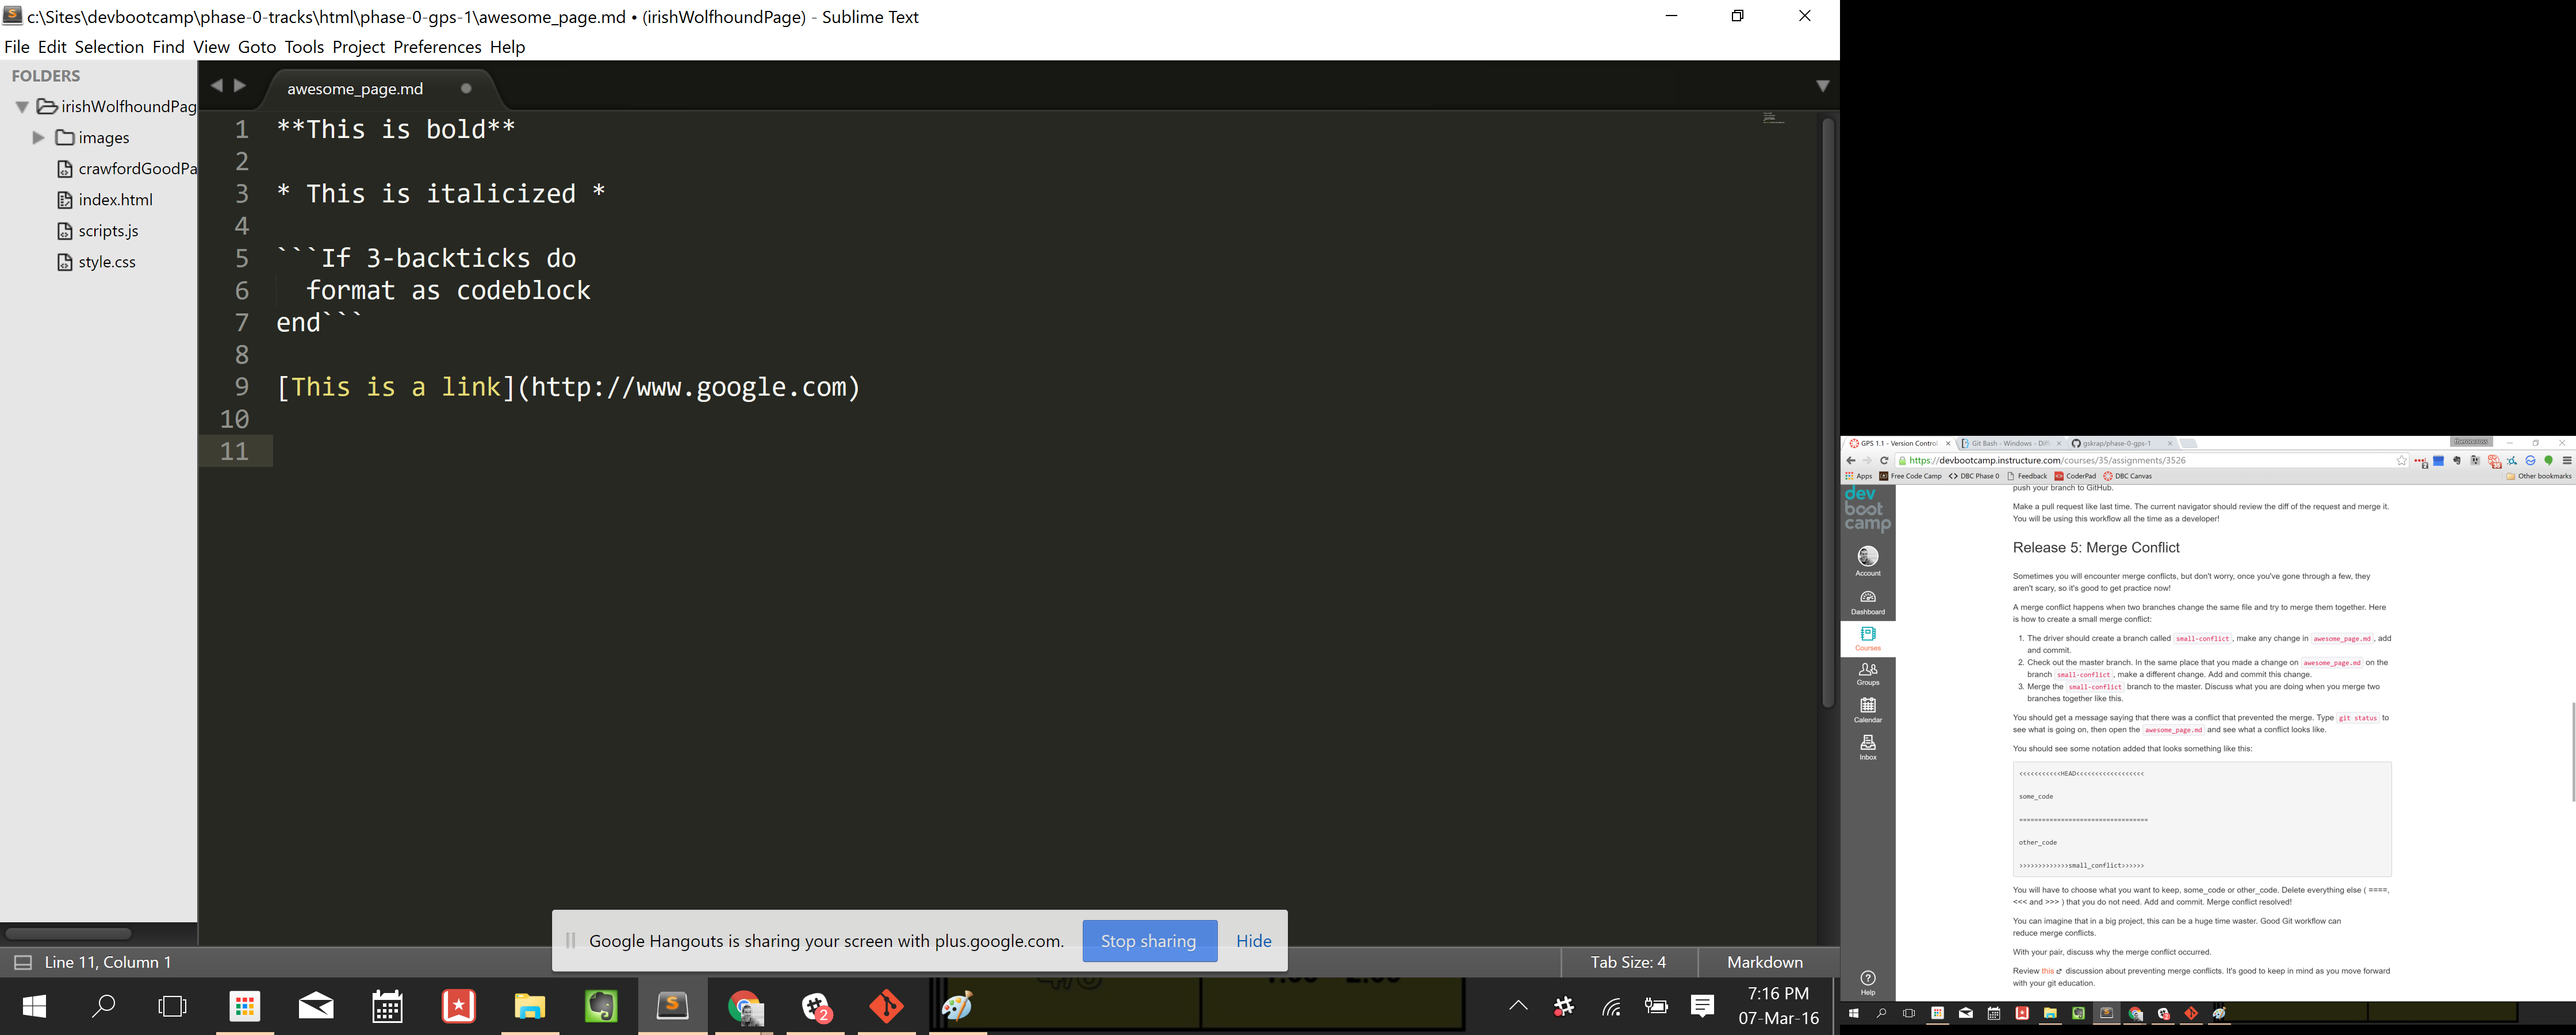 c:\Sites\devbootcamp\phase-0-tracks\html\phase-0-gps-1\awesome_page.md • (irishWolfhoundPage) - Sublime Text
File Edit Selection Find View Goto Tools Project Preferences Help
FOLDERS
irishWolfhoundPag
images
crawfordGoodPa
index.html
scripts.js
style.css
awesome_page.md
1 **This is bold**
2
3 * This is italicized *
4
5 ```If 3-backticks do
6 format as codeblock
7 end```
8
9 [This is a link](http://www.google.com)
10
11
Google Hangouts is sharing your screen with plus.google.com. Stop sharing Hide
Line 11, Column 1 Tab Size: 4 Markdown
2
7:16 PM
07-Mar-16
GPS 1.1 - Version Control Git Bash - Windows - Diff gskrap/phase-0-gps-1
https://devbootcamp.instructure.com/courses/35/assignments/3526
Apps Free Code Camp DBC Phase 0 Feedback CoderPad DBC Canvas Other bookmarks
dev
boot
camp
Account
Dashboard
Courses
Groups
Calendar
Inbox
Help
push your branch to GitHub.
Make a pull request like last time. The current navigator should review the diff of the request and merge it.
You will be using this workflow all the time as a developer!
Release 5: Merge Conflict
Sometimes you will encounter merge conflicts, but don't worry, once you've gone through a few, they
aren't scary, so it's good to get practice now!
A merge conflict happens when two branches change the same file and try to merge them together. Here
is how to create a small merge conflict:
1. The driver should create a branch called small-conflict, make any change in awesome_page.md, add
and commit.
2. Check out the master branch. In the same place that you made a change on awesome_page.md on the
branch small-conflict, make a different change. Add and commit this change.
3. Merge the small-conflict branch to the master. Discuss what you are doing when you merge two
branches together like this.
You should get a message saying that there was a conflict that prevented the merge. Type git status to
see what is going on, then open the awesome_page.md and see what a conflict looks like.
You should see some notation added that looks something like this:
<<<<<<<<<<<HEAD<<<<<<<<<<<<<<<<<<
some_code
==================================
other_code
>>>>>>>>>>>>>small_conflict>>>>>>
You will have to choose what you want to keep, some_code or other_code. Delete everything else ( ====,
<<< and >>> ) that you do not need. Add and commit. Merge conflict resolved!
You can imagine that in a big project, this can be a huge time waster. Good Git workflow can
reduce merge conflicts.
With your pair, discuss why the merge conflict occurred.
Review this discussion about preventing merge conflicts. It's good to keep in mind as you move forward
with your git education.